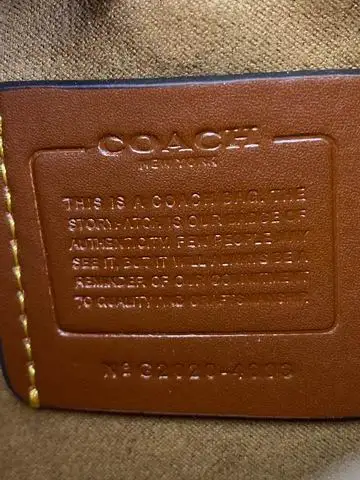 COACH
NEW YORK
THIS IS A COACH BAG. THE
STORYPATCH IS OUR BADGE OF
AUTHENTICITY. FEW PEOPLE MAY
SEE IT, BUT IT WILL ALWAYS BE A
REMINDER OF OUR COMMITMENT
TO QUALITY AND CRAFTSMANSHIP.
Nº